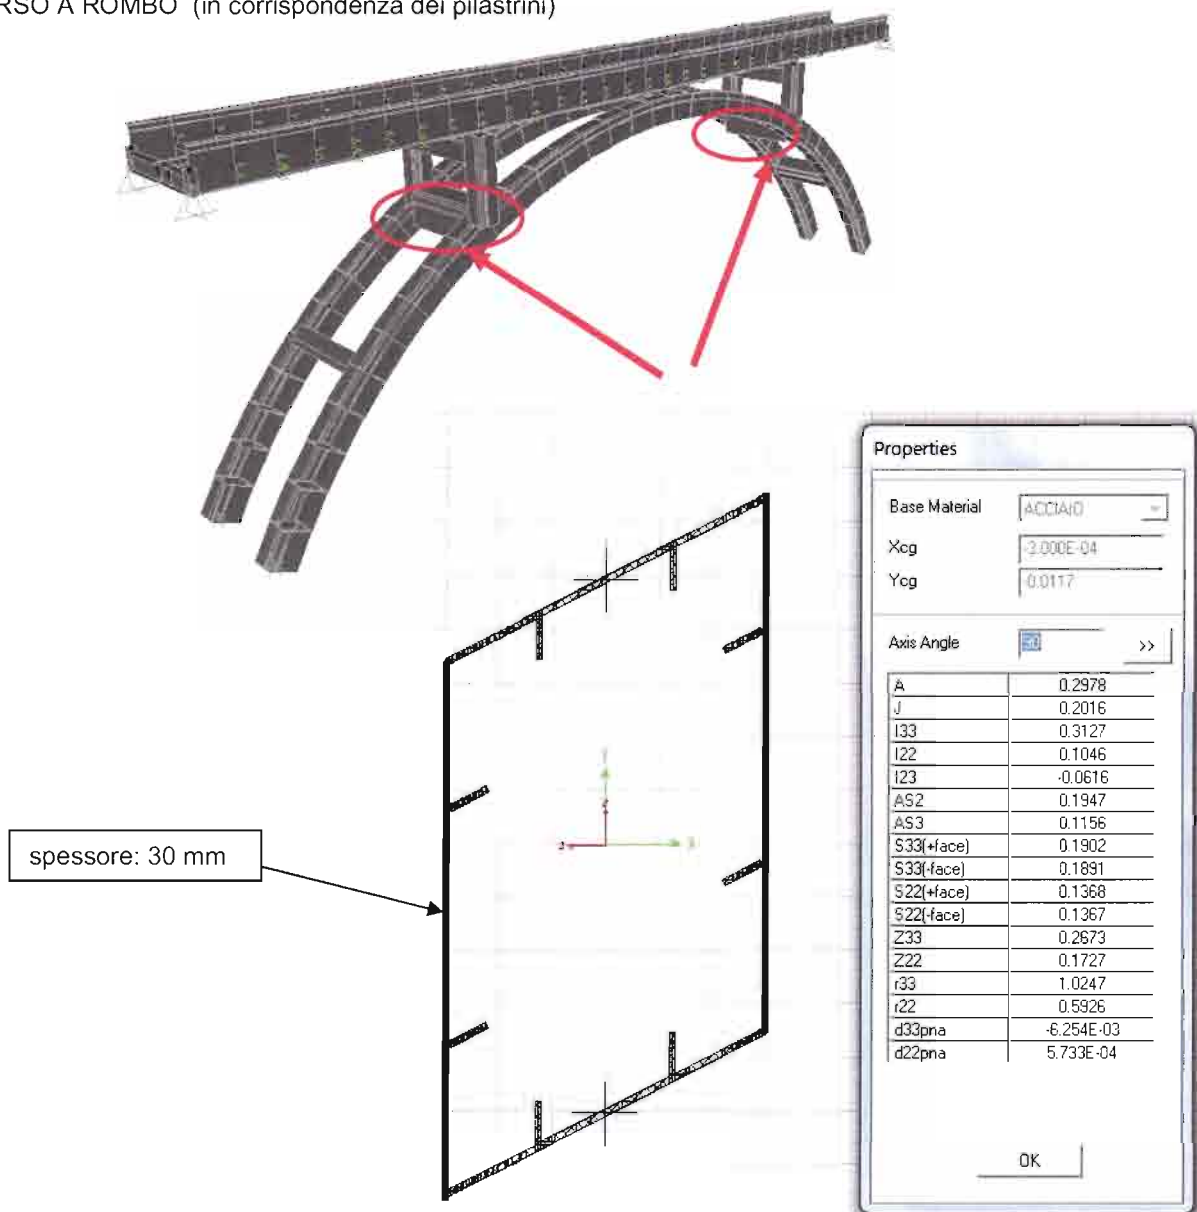 RSO A ROMBO (in corrispondenza dei pilastrini)
Properties
Base Material ACCIAIO
Xcg -3.000E-04
Ycg -0.0117
Axis Angle >>
A 0.2978
J 0.2016
I33 0.3127
I22 0.1046
I23 -0.0616
AS2 0.1947
AS3 0.1156
S33(+face) 0.1902
S33(-face) 0.1891
S22(+face) 0.1368
S22(-face) 0.1367
Z33 0.2673
Z22 0.1727
r33 1.0247
r22 0.5926
d33pna -6.254E-03
d22pna 5.733E-04
OK
spessore: 30 mm